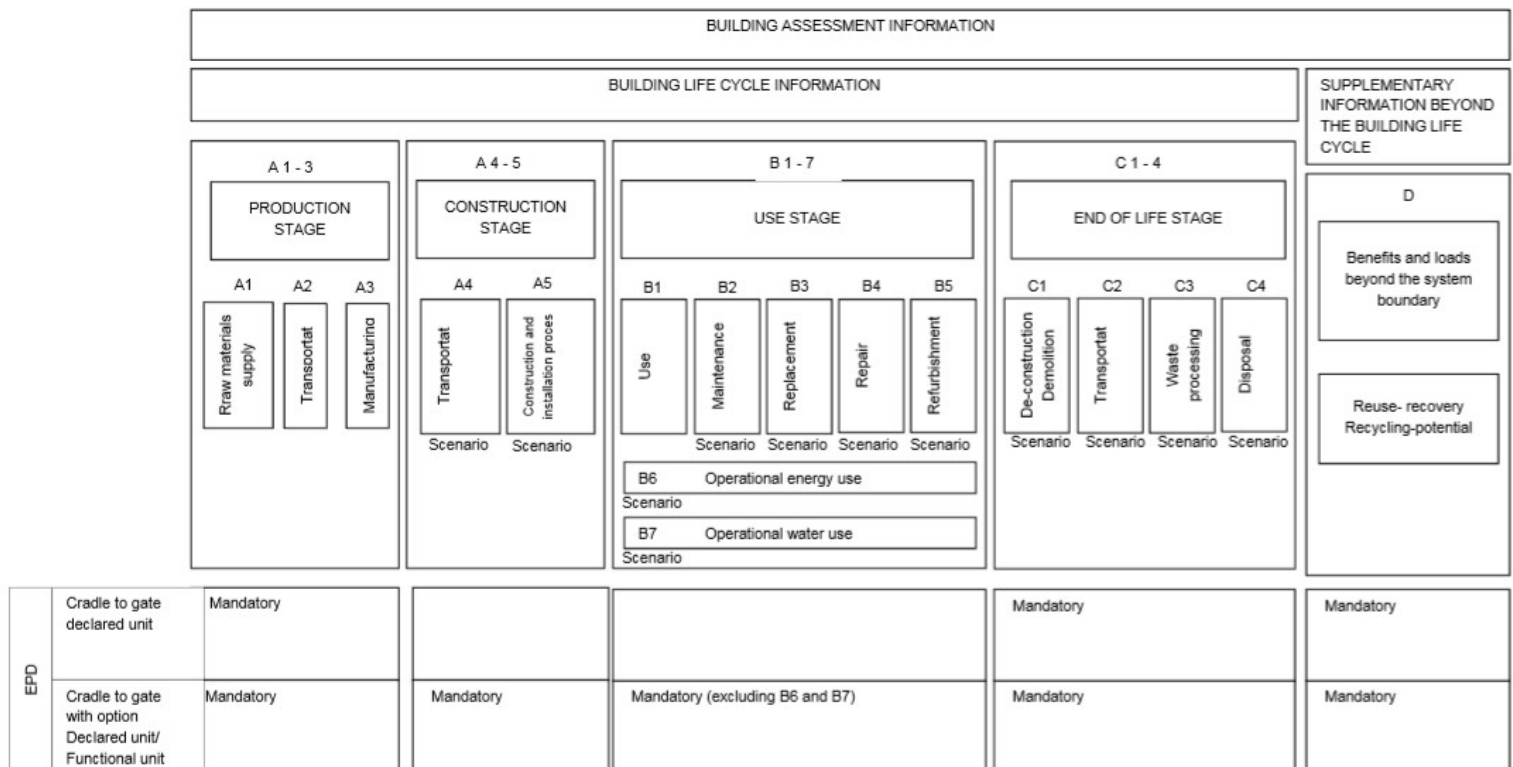 BUILDING ASSESSMENT INFORMATION
BUILDING LIFE CYCLE INFORMATION
SUPPLEMENTARY
INFORMATION BEYOND
THE BUILDING LIFE
CYCLE
A 1 - 3
PRODUCTION
STAGE
A1
A2
A3
Rraw materials
supply
Transportat
Manufacturing
A 4 - 5
CONSTRUCTION
STAGE
A4
A5
Transportat
Construction and
installation proces
Scenario
Scenario
B 1 - 7
USE STAGE
B1
B2
B3
B4
B5
Use
Maintenance
Replacement
Repair
Refurbishment
Scenario
Scenario
Scenario
Scenario
B6 Operational energy use
Scenario
B7 Operational water use
Scenario
C 1 - 4
END OF LIFE STAGE
C1
C2
C3
C4
De-construction
Demolition
Transportat
Waste
processing
Disposal
Scenario
Scenario
Scenario
Scenario
D
Benefits and loads
beyond the system
boundary
Reuse- recovery
Recycling-potential
EPD
Cradle to gate
declared unit
Mandatory
Mandatory
Mandatory
Cradle to gate
with option
Declared unit/
Functional unit
Mandatory
Mandatory
Mandatory (excluding B6 and B7)
Mandatory
Mandatory